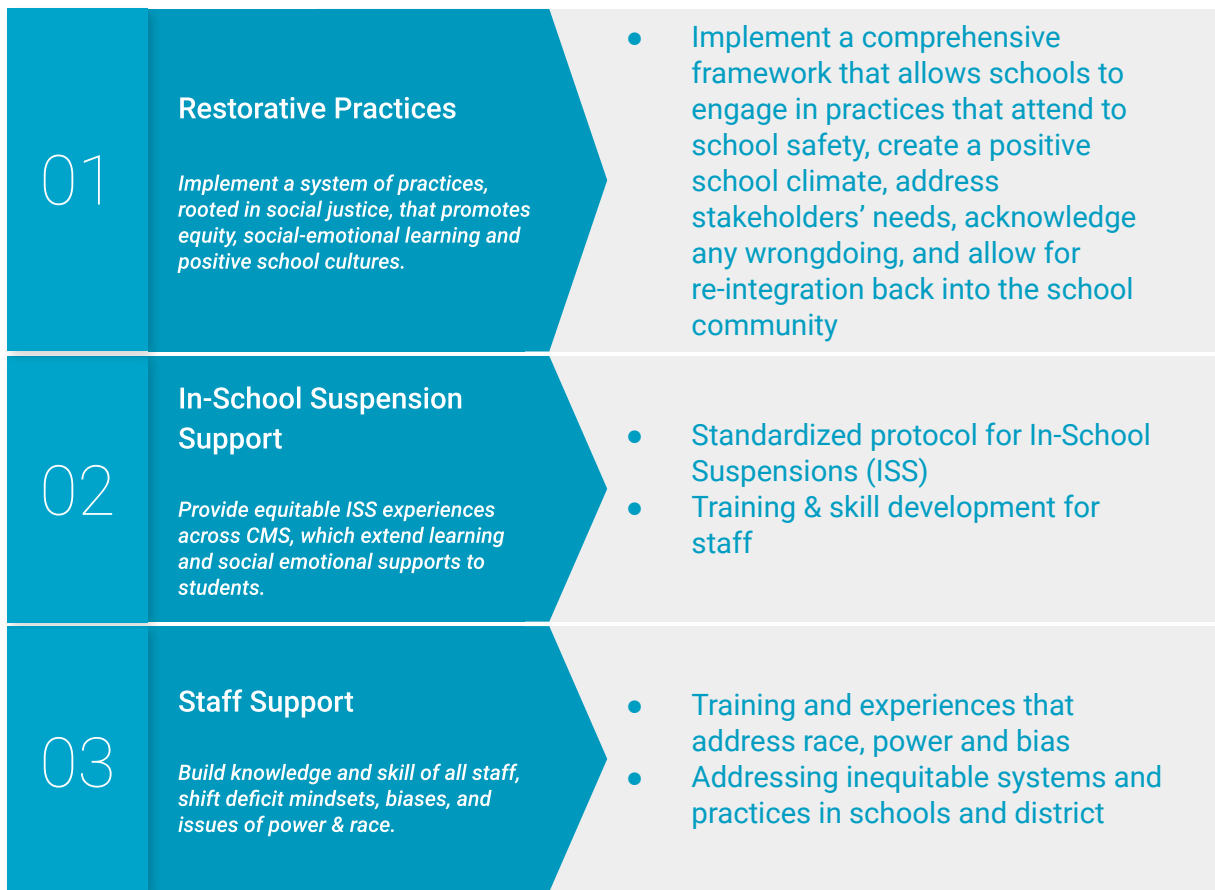 01
Restorative Practices
Implement a system of practices,
rooted in social justice, that promotes
equity, social-emotional learning and
positive school cultures.
● Implement a comprehensive
framework that allows schools to
engage in practices that attend to
school safety, create a positive
school climate, address
stakeholders’ needs, acknowledge
any wrongdoing, and allow for
re-integration back into the school
community
02
In-School Suspension
Support
Provide equitable ISS experiences
across CMS, which extend learning
and social emotional supports to
students.
● Standardized protocol for In-School
Suspensions (ISS)
● Training & skill development for
staff
03
Staff Support
Build knowledge and skill of all staff,
shift deficit mindsets, biases, and
issues of power & race.
● Training and experiences that
address race, power and bias
● Addressing inequitable systems and
practices in schools and district